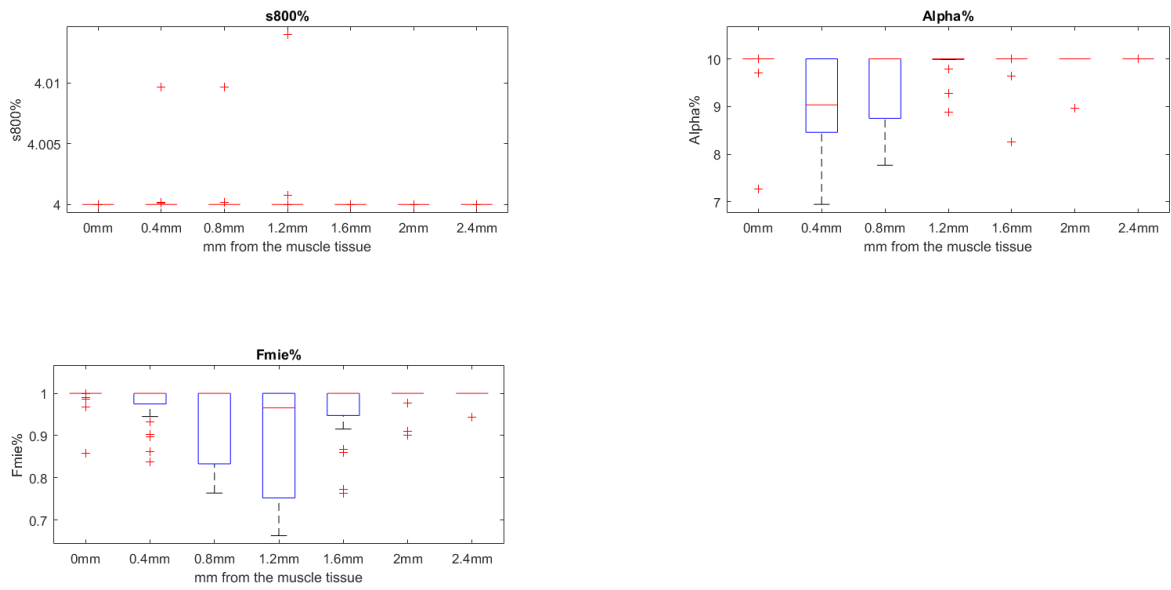 s800%
s800%
4.01
4.005
4
0mm 0.4mm 0.8mm 1.2mm 1.6mm 2mm 2.4mm
mm from the muscle tissue
Alpha%
Alpha%
10
9
8
7
0mm 0.4mm 0.8mm 1.2mm 1.6mm 2mm 2.4mm
mm from the muscle tissue
Fmie%
Fmie%
1
0.9
0.8
0.7
0mm 0.4mm 0.8mm 1.2mm 1.6mm 2mm 2.4mm
mm from the muscle tissue